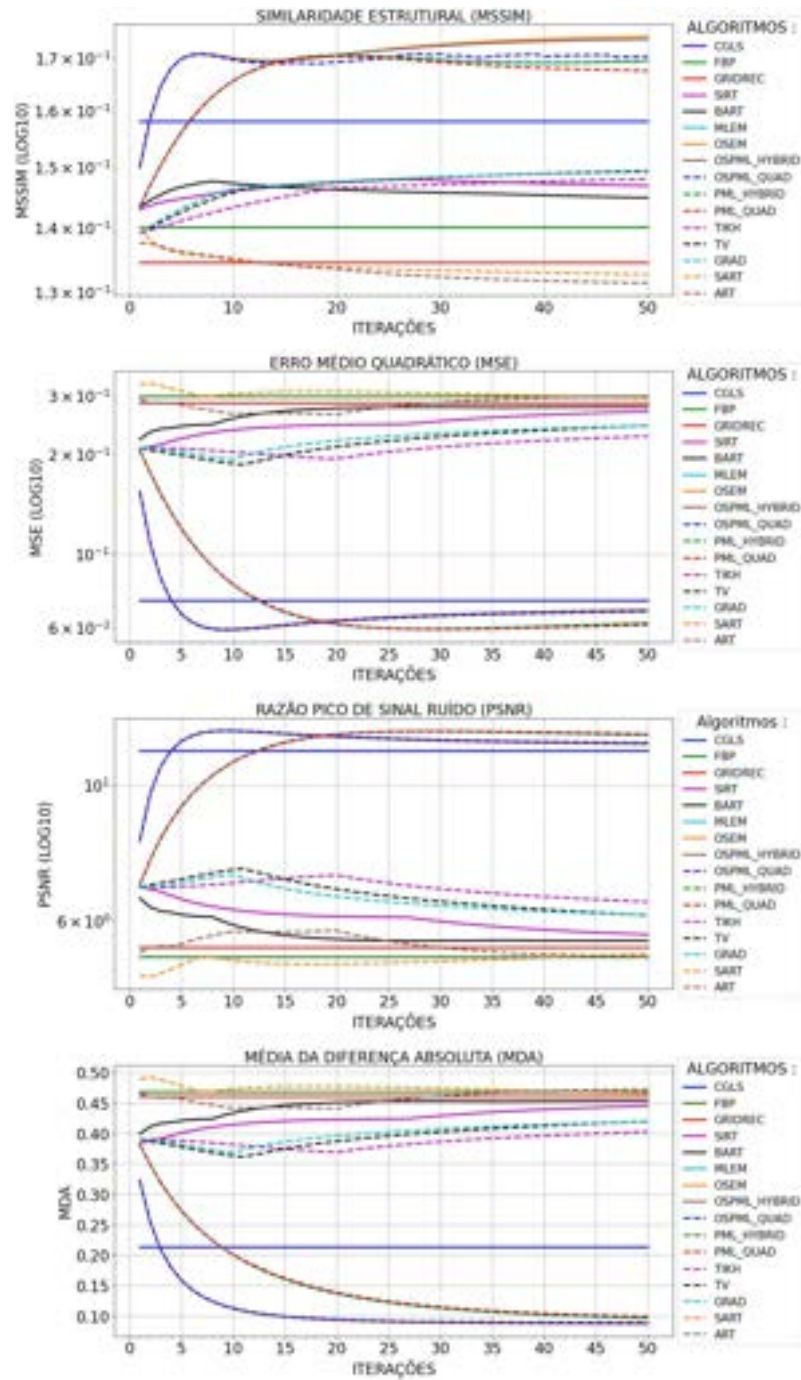 SIMILARIDADE ESTRUTURAL (MSSIM)
MSSIM (LOG10)
1.7 × 10⁻¹
1.6 × 10⁻¹
1.5 × 10⁻¹
1.4 × 10⁻¹
1.3 × 10⁻¹
0 5 10 15 20 25 30 35 40 45 50
ITERAÇÕES
ALGORITMOS :
CGLS
FBP
GRIDREC
SIRT
BART
MLEM
OSEM
OSPML_HYBRID
OSPML_QUAD
PML_HYBRID
PML_QUAD
TIKH
TV
GRAD
SART
ART
ERRO MÉDIO QUADRÁTICO (MSE)
MSE (LOG10)
3 × 10⁻¹
2 × 10⁻¹
10⁻¹
6 × 10⁻²
0 5 10 15 20 25 30 35 40 45 50
ITERAÇÕES
ALGORITMOS :
CGLS
FBP
GRIDREC
SIRT
BART
MLEM
OSEM
OSPML_HYBRID
OSPML_QUAD
PML_HYBRID
PML_QUAD
TIKH
TV
GRAD
SART
ART
RAZÃO PICO DE SINAL RUÍDO (PSNR)
PSNR (LOG10)
10¹
6 × 10⁰
0 5 10 15 20 25 30 35 40 45 50
ITERAÇÕES
Algoritmos :
CGLS
FBP
GRIDREC
SIRT
BART
MLEM
OSEM
OSPML_HYBRID
OSPML_QUAD
PML_HYBRID
PML_QUAD
TIKH
TV
GRAD
SART
ART
MÉDIA DA DIFERENÇA ABSOLUTA (MDA)
MDA
0.50
0.45
0.40
0.35
0.30
0.25
0.20
0.15
0.10
0 5 10 15 20 25 30 35 40 45 50
ITERAÇÕES
ALGORITMOS :
CGLS
FBP
GRIDREC
SIRT
BART
MLEM
OSEM
OSPML_HYBRID
OSPML_QUAD
PML_HYBRID
PML_QUAD
TIKH
TV
GRAD
SART
ART